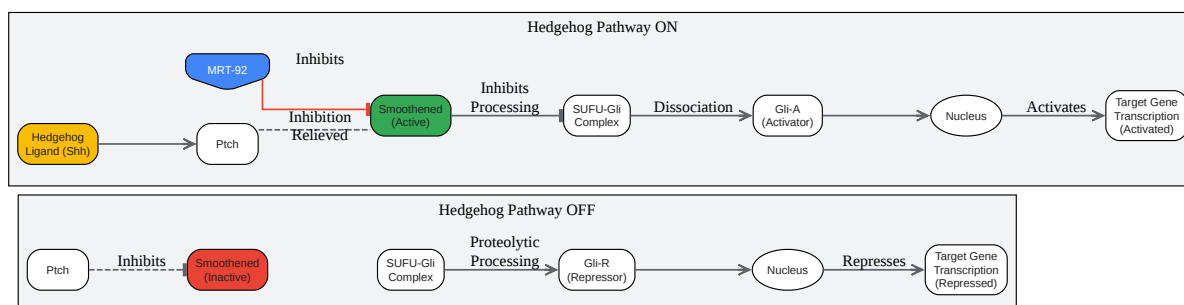 Hedgehog Pathway ON
MRT-92
Inhibits
Hedgehog
Ligand (Shh)
Ptch
Inhibition
Relieved
Smoothened
(Active)
Inhibits
Processing
SUFU-Gli
Complex
Dissociation
Gli-A
(Activator)
Nucleus
Activates
Target Gene
Transcription
(Activated)
Hedgehog Pathway OFF
Ptch
Inhibits
Smoothened
(Inactive)
SUFU-Gli
Complex
Proteolytic
Processing
Gli-R
(Repressor)
Nucleus
Represses
Target Gene
Transcription
(Repressed)